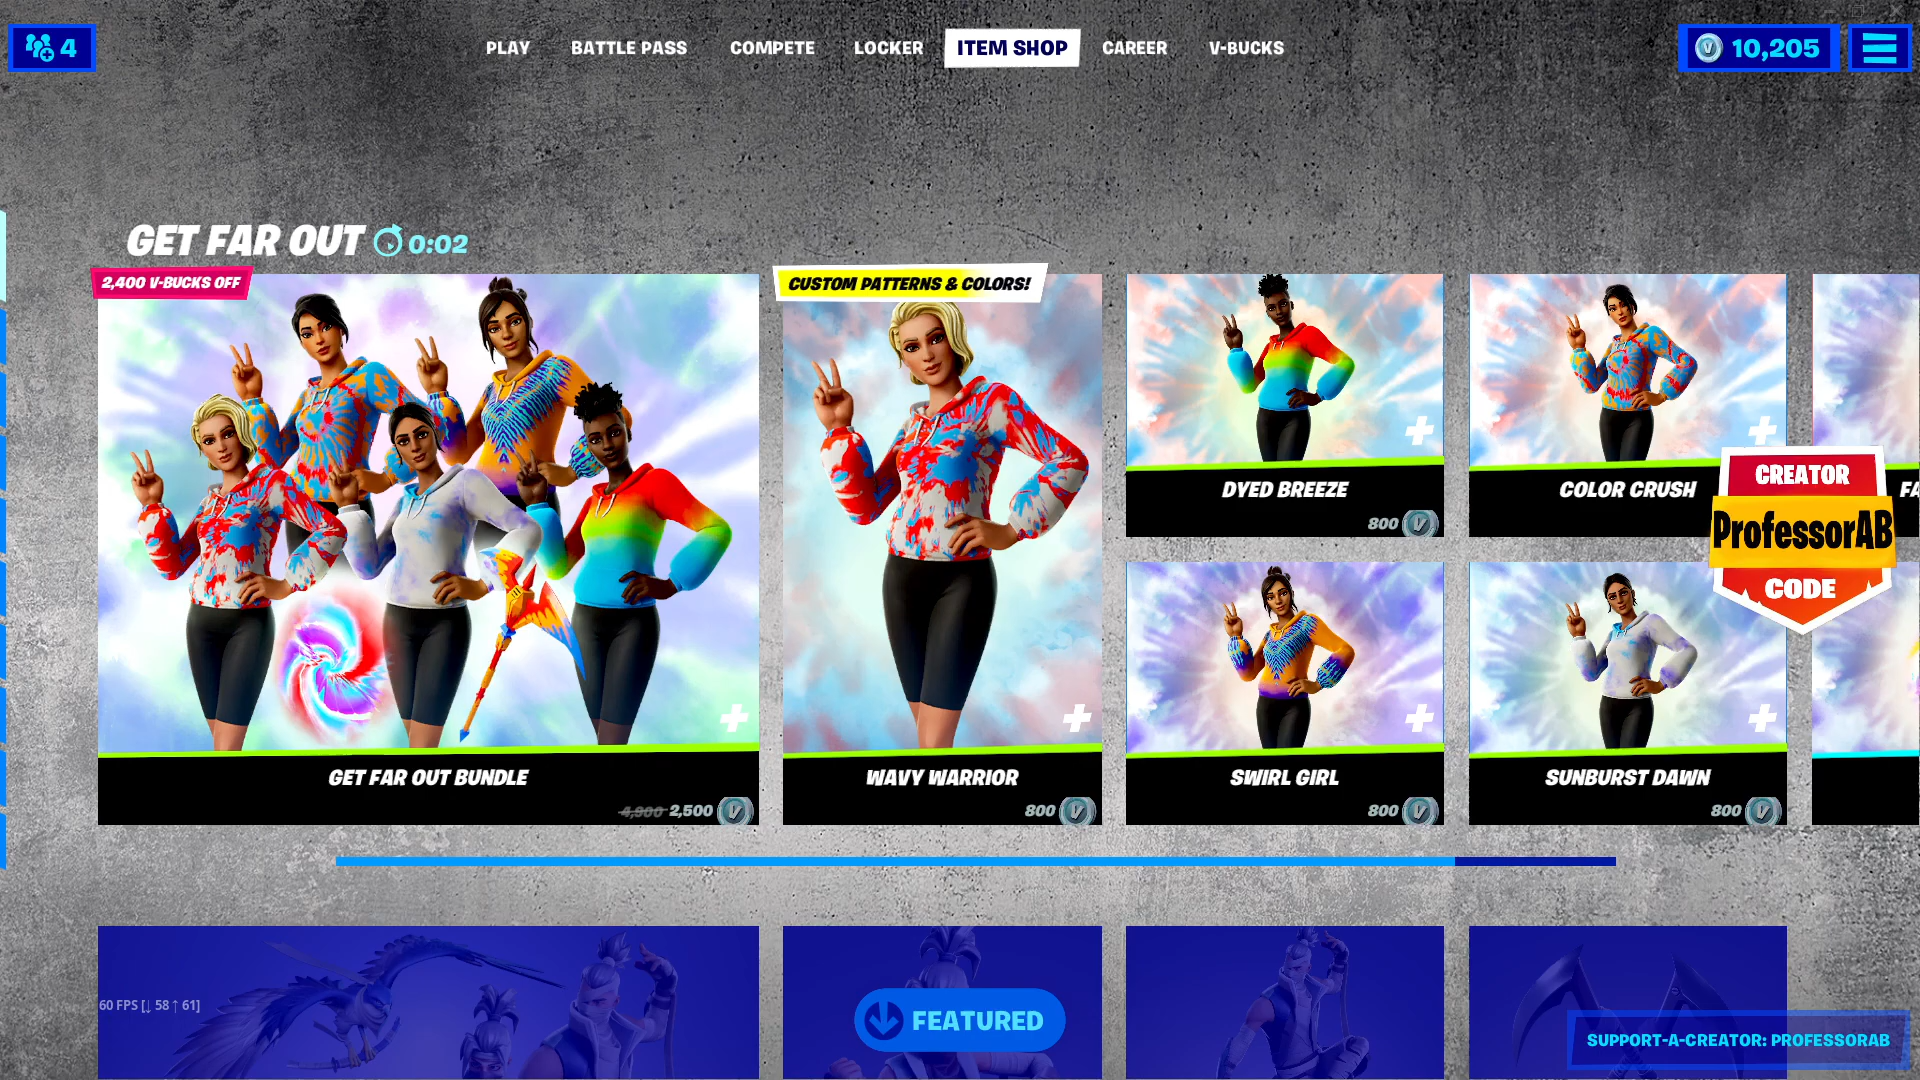 4
PLAY
BATTLE PASS
COMPETE
LOCKER
ITEM SHOP
CAREER
V-BUCKS
10,205
GET FAR OUT
0:02
2,400 V-BUCKS OFF
CUSTOM PATTERNS & COLORS!
DYED BREEZE
800
COLOR CRUSH
FA
CREATOR
ProfessorAB
CODE
GET FAR OUT BUNDLE
4,900 2,500
WAVY WARRIOR
800
SWIRL GIRL
800
SUNBURST DAWN
800
60 FPS [↓ 58 ↑ 61]
FEATURED
SUPPORT-A-CREATOR: PROFESSORAB